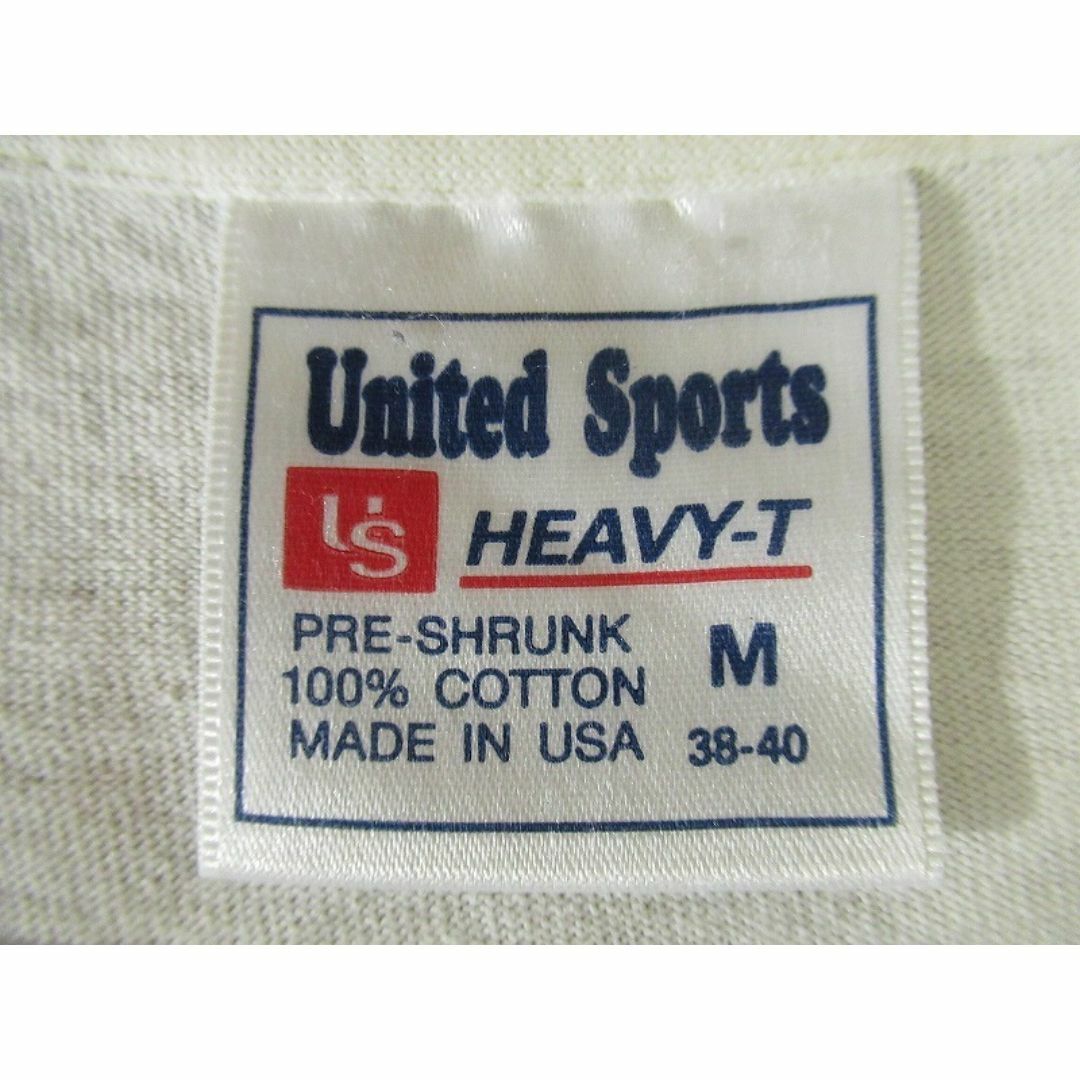 United Sports
US HEAVY-T
PRE-SHRUNK
100% COTTON
MADE IN USA
M
38-40